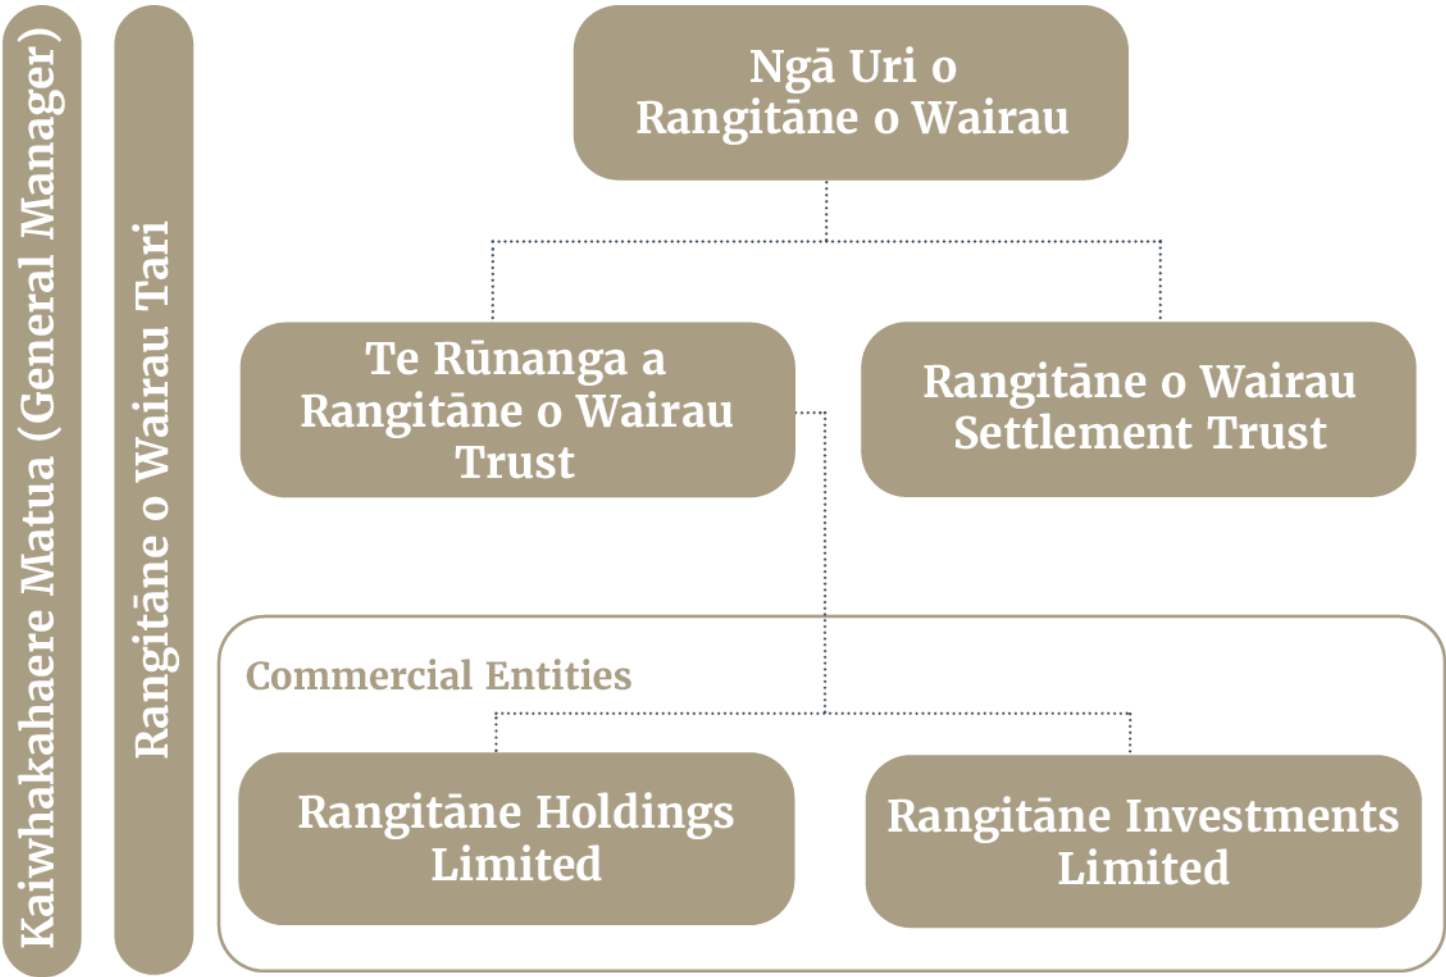 Kaiwhakahaere Matua (General Manager)
Rangitāne o Wairau Tari
Ngā Uri o
Rangitāne o Wairau
Te Rūnanga a
Rangitāne o Wairau
Trust
Rangitāne o Wairau
Settlement Trust
Commercial Entities
Rangitāne Holdings
Limited
Rangitāne Investments
Limited